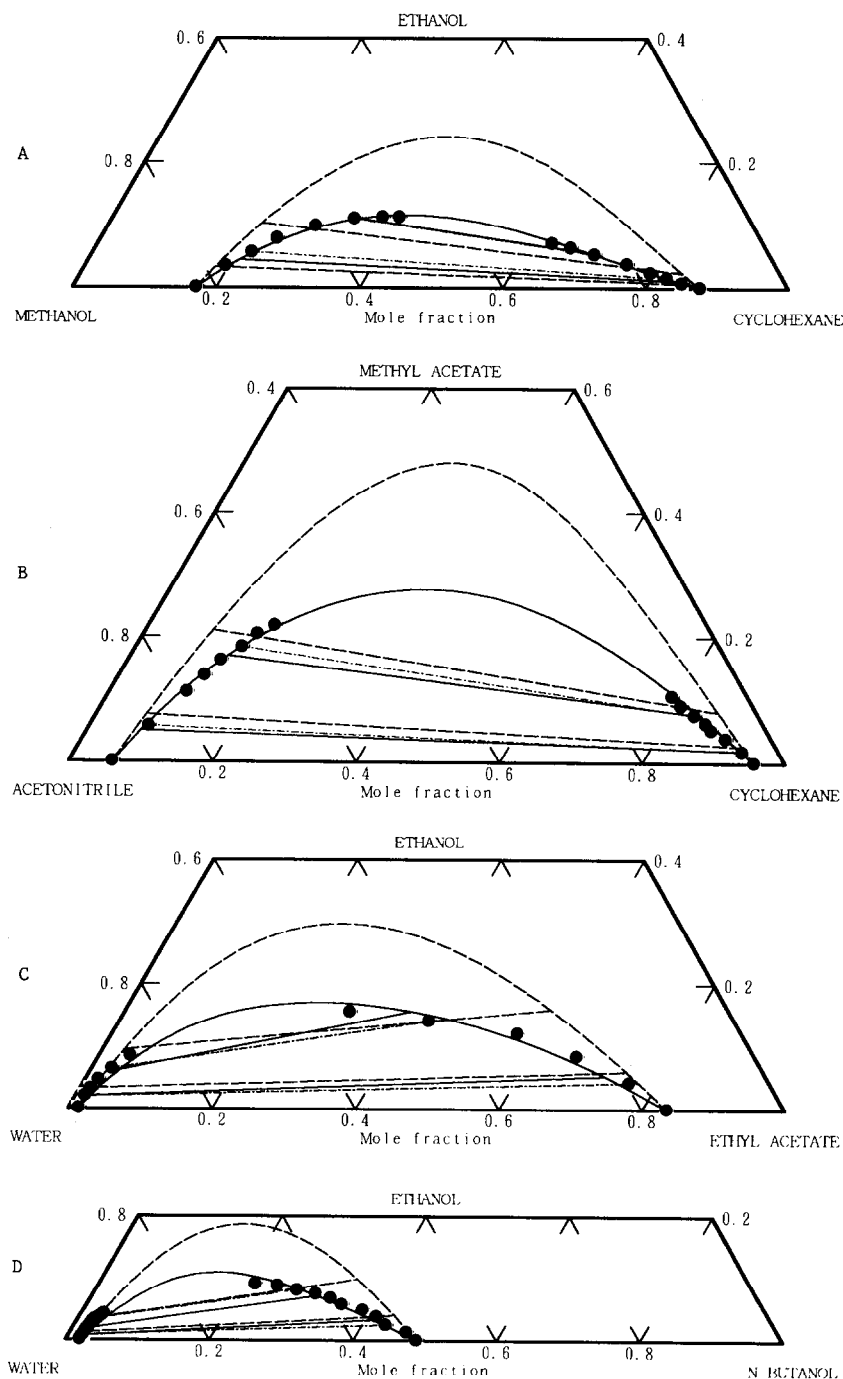 ETHANOL
0.6
0.4
A
0.8
0.2
0.2
0.4
0.6
0.8
METHANOL
Mole fraction
CYCLOHEXANE
METHYL ACETATE
0.4
0.6
0.6
0.4
B
0.8
0.2
0.2
0.4
0.6
0.8
ACETONITRILE
Mole fraction
CYCLOHEXANE
ETHANOL
0.6
0.4
C
0.8
0.2
0.2
0.4
0.6
0.8
WATER
Mole fraction
ETHYL ACETATE
ETHANOL
0.8
0.2
D
0.2
0.4
0.6
0.8
WATER
Mole fraction
N BUTANOL